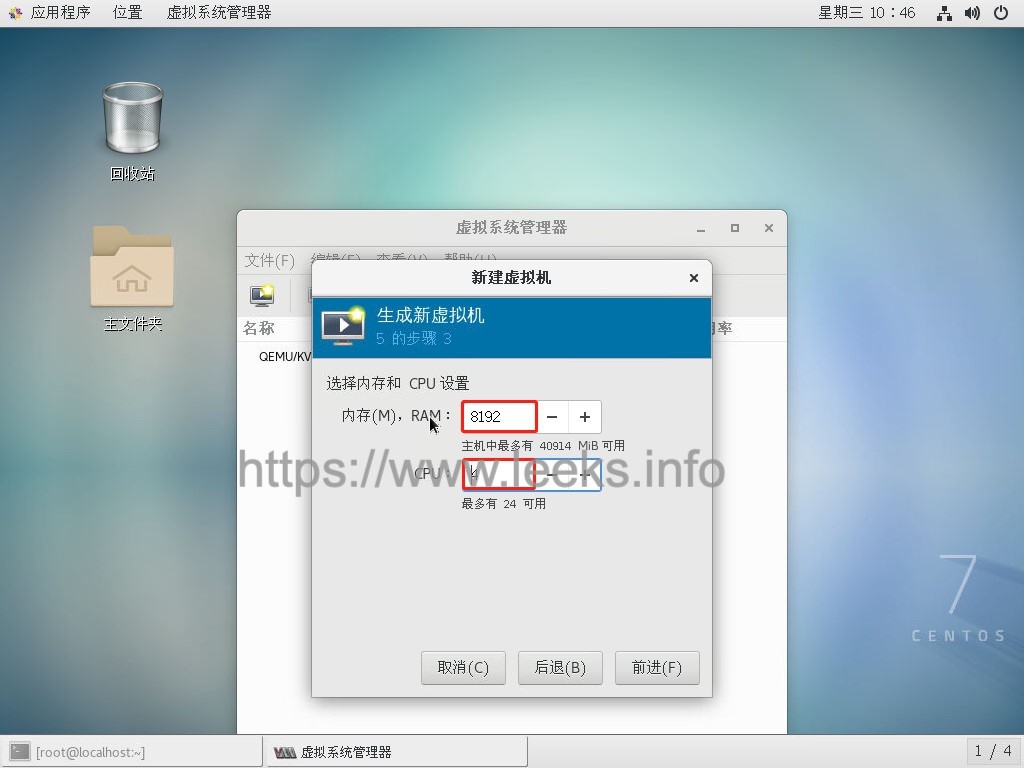 应用程序 位置 虚拟系统管理器 星期三 10：46
回收站
主文件夹
虚拟系统管理器
文件(F) 编辑(E) 查看(V) 帮助(H)
新建虚拟机
生成新虚拟机
5 的步骤 3
名称
率
QEMU/KV
选择内存和 CPU 设置
内存(M)，RAM： 8192
主机中最多有 40914 MiB 可用
CPU： 4
https://www.leeks.info
最多有 24 可用
7
CENTOS
取消(C) 后退(B) 前进(F)
[root@localhost:~] 虚拟系统管理器 1 / 4